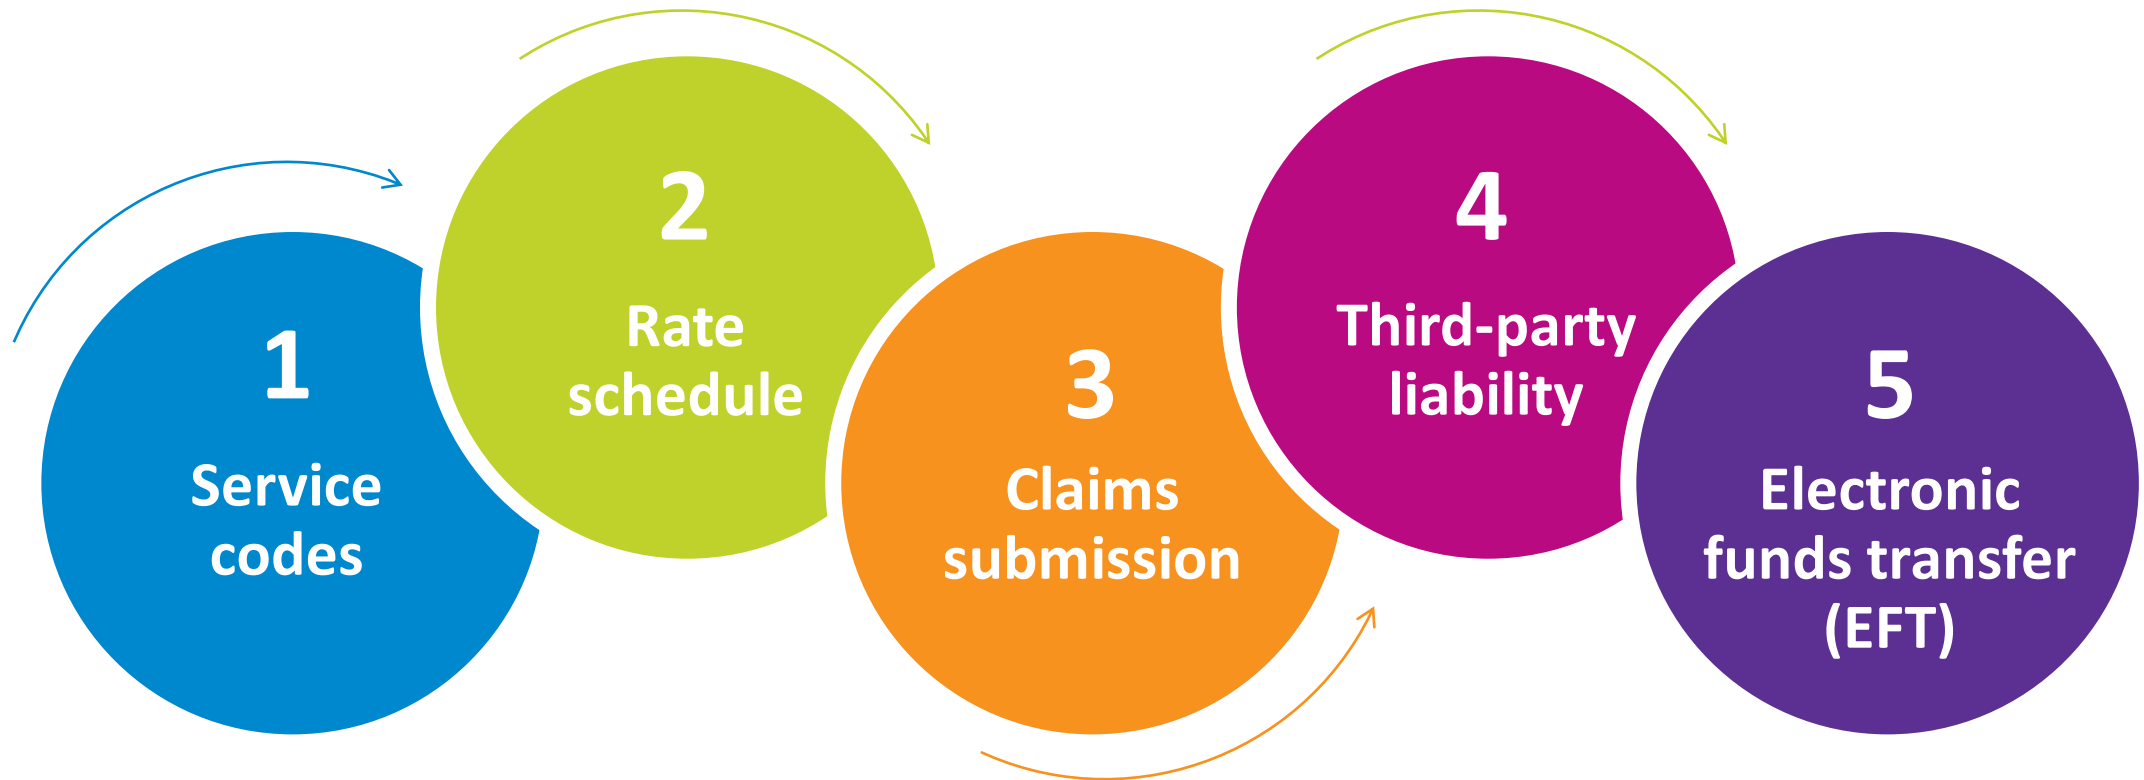 1
Service
codes
2
Rate
schedule
3
Claims
submission
4
Third-party
liability
5
Electronic
funds transfer
(EFT)